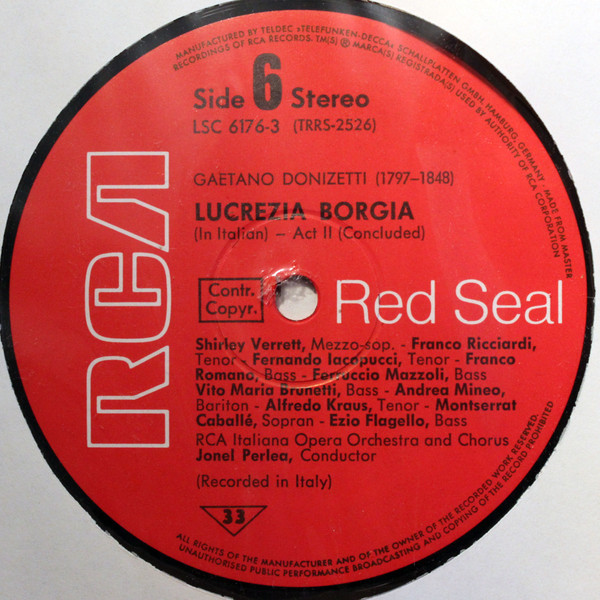 MANUFACTURED BY TELDEC »TELEFUNKEN-DECCA« SCHALLPLATTEN GMBH, HAMBURG, GERMANY - MADE FROM MASTER
RECORDINGS OF RCA RECORDS. TM(S) ® MARCA(S) REGISTRADA(S) USED BY AUTHORITY OF RCA CORPORATION
Side 6 Stereo
LSC 6176-3 (TRRS-2526)
GAETANO DONIZETTI (1797-1848)
LUCREZIA BORGIA
(In Italian) – Act II (Concluded)
RCA
Contr.
Copyr.
Red Seal
Shirley Verrett, Mezzo-sop. - Franco Ricciardi,
Tenor - Fernando Iacopucci, Tenor - Franco
Romano, Bass - Ferruccio Mazzoli, Bass
Vito Maria Brunetti, Bass - Andrea Mineo,
Bariton - Alfredo Kraus, Tenor - Montserrat
Caballé, Sopran - Ezio Flagello, Bass
RCA Italiana Opera Orchestra and Chorus
Jonel Perlea, Conductor
(Recorded in Italy)
33
ALL RIGHTS OF THE MANUFACTURER AND OF THE OWNER OF THE RECORDED WORK RESERVED.
UNAUTHORISED PUBLIC PERFORMANCE BROADCASTING AND COPYING OF THE RECORD PROHIBITED